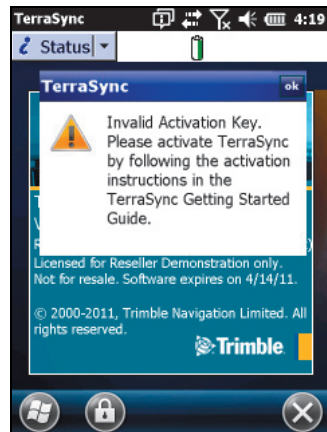 TerraSync 4:19
Status
TerraSync ok
Invalid Activation Key.
Please activate TerraSync
by following the activation
instructions in the
TerraSync Getting Started
Guide.
Licensed for Reseller Demonstration only.
Not for resale. Software expires on 4/14/11.
© 2000-2011, Trimble Navigation Limited. All
rights reserved.
Trimble